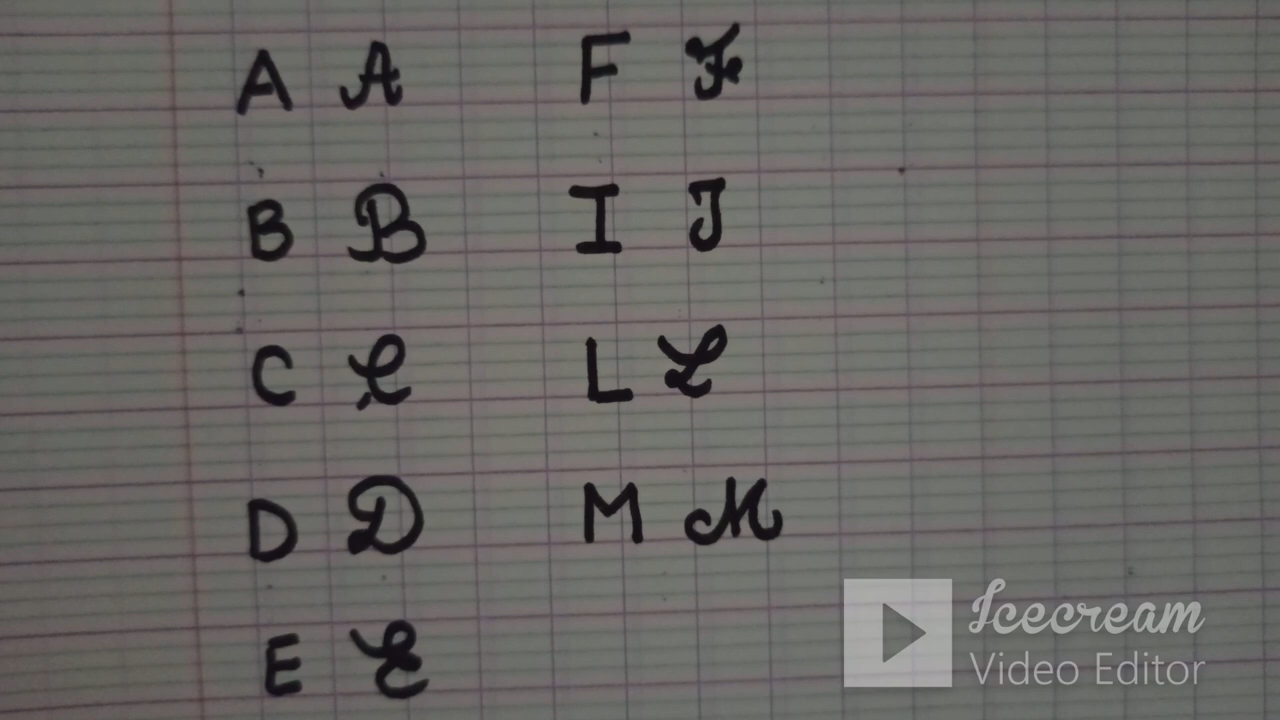 A A F F
B B I I
C C L L
D D M M
E E
Icecream
Video Editor